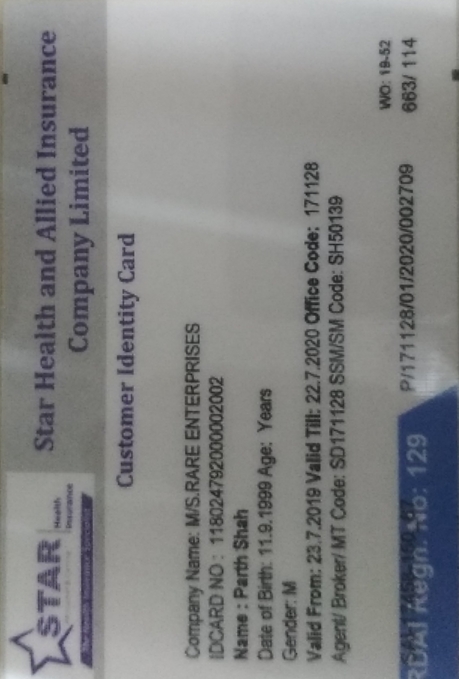 STAR
Health
Insurance
The Health Insurance Specialist
Star Health and Allied Insurance
Company Limited
Customer Identity Card
Company Name: M/S.RARE ENTERPRISES
IDCARD NO : 1180247920000002002
Name : Parth Shah
Date of Birth: 11.9.1999 Age: Years
Gender: M
Valid From: 23.7.2019 Valid Till: 22.7.2020 Office Code: 171128
Agent/ Broker/ MT Code: SD171128 SSM/SM Code: SH50139
WO: 19-52
P/171128/01/2020/002709 663/ 114
RDAI Regn. No: 129